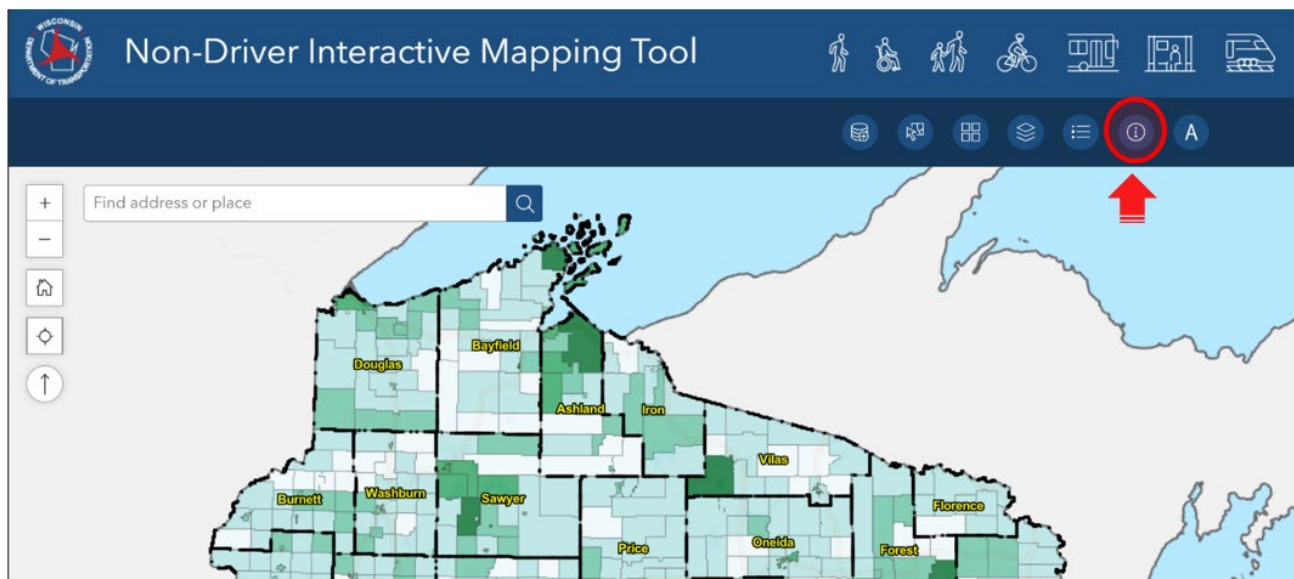 WISCONSIN
DEPARTMENT OF TRANSPORTATION
Non-Driver Interactive Mapping Tool
A
+
Find address or place
−
Bayfield
Douglas
Ashland
Iron
Vilas
Burnett
Washburn
Sawyer
Florence
Price
Oneida
Forest